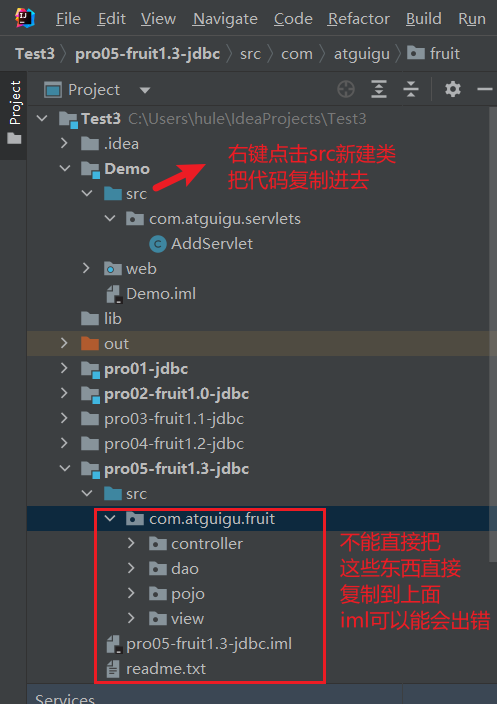 File Edit View Navigate Code Refactor Build Run
Test3 pro05-fruit1.3-jdbc src com atguigu fruit
Project
Project
Test3 C:\Users\hule\IdeaProjects\Test3
.idea
Demo
右键点击src新建类
把代码复制进去
src
com.atguigu.servlets
AddServlet
web
Demo.iml
lib
out
pro01-jdbc
pro02-fruit1.0-jdbc
pro03-fruit1.1-jdbc
pro04-fruit1.2-jdbc
pro05-fruit1.3-jdbc
src
com.atguigu.fruit
controller
dao
pojo
view
不能直接把
这些东西直接
复制到上面
iml可以能会出错
pro05-fruit1.3-jdbc.iml
readme.txt
Services